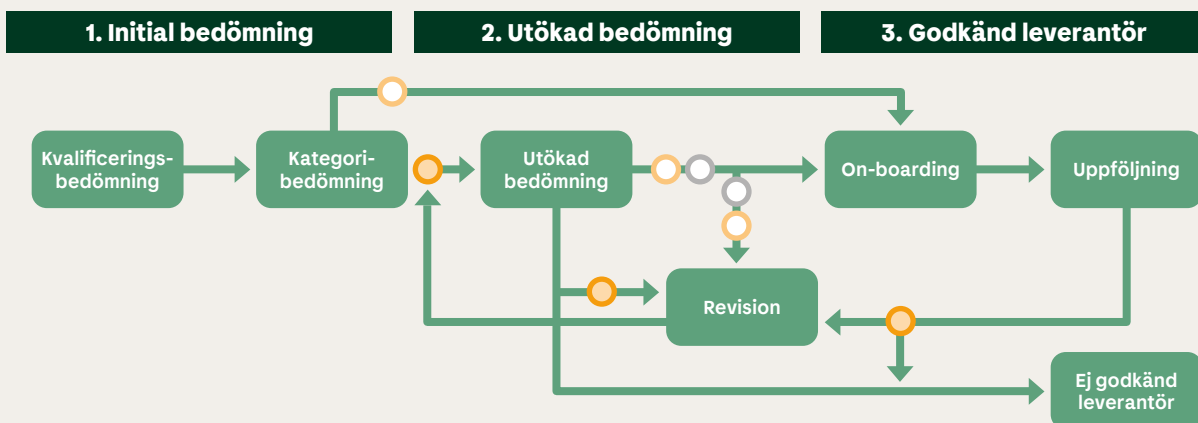 1. Initial bedömning
2. Utökad bedömning
3. Godkänd leverantör
Kvalificerings-
bedömning
Kategori-
bedömning
Utökad
bedömning
On-boarding
Uppföljning
Revision
Ej godkänd
leverantör